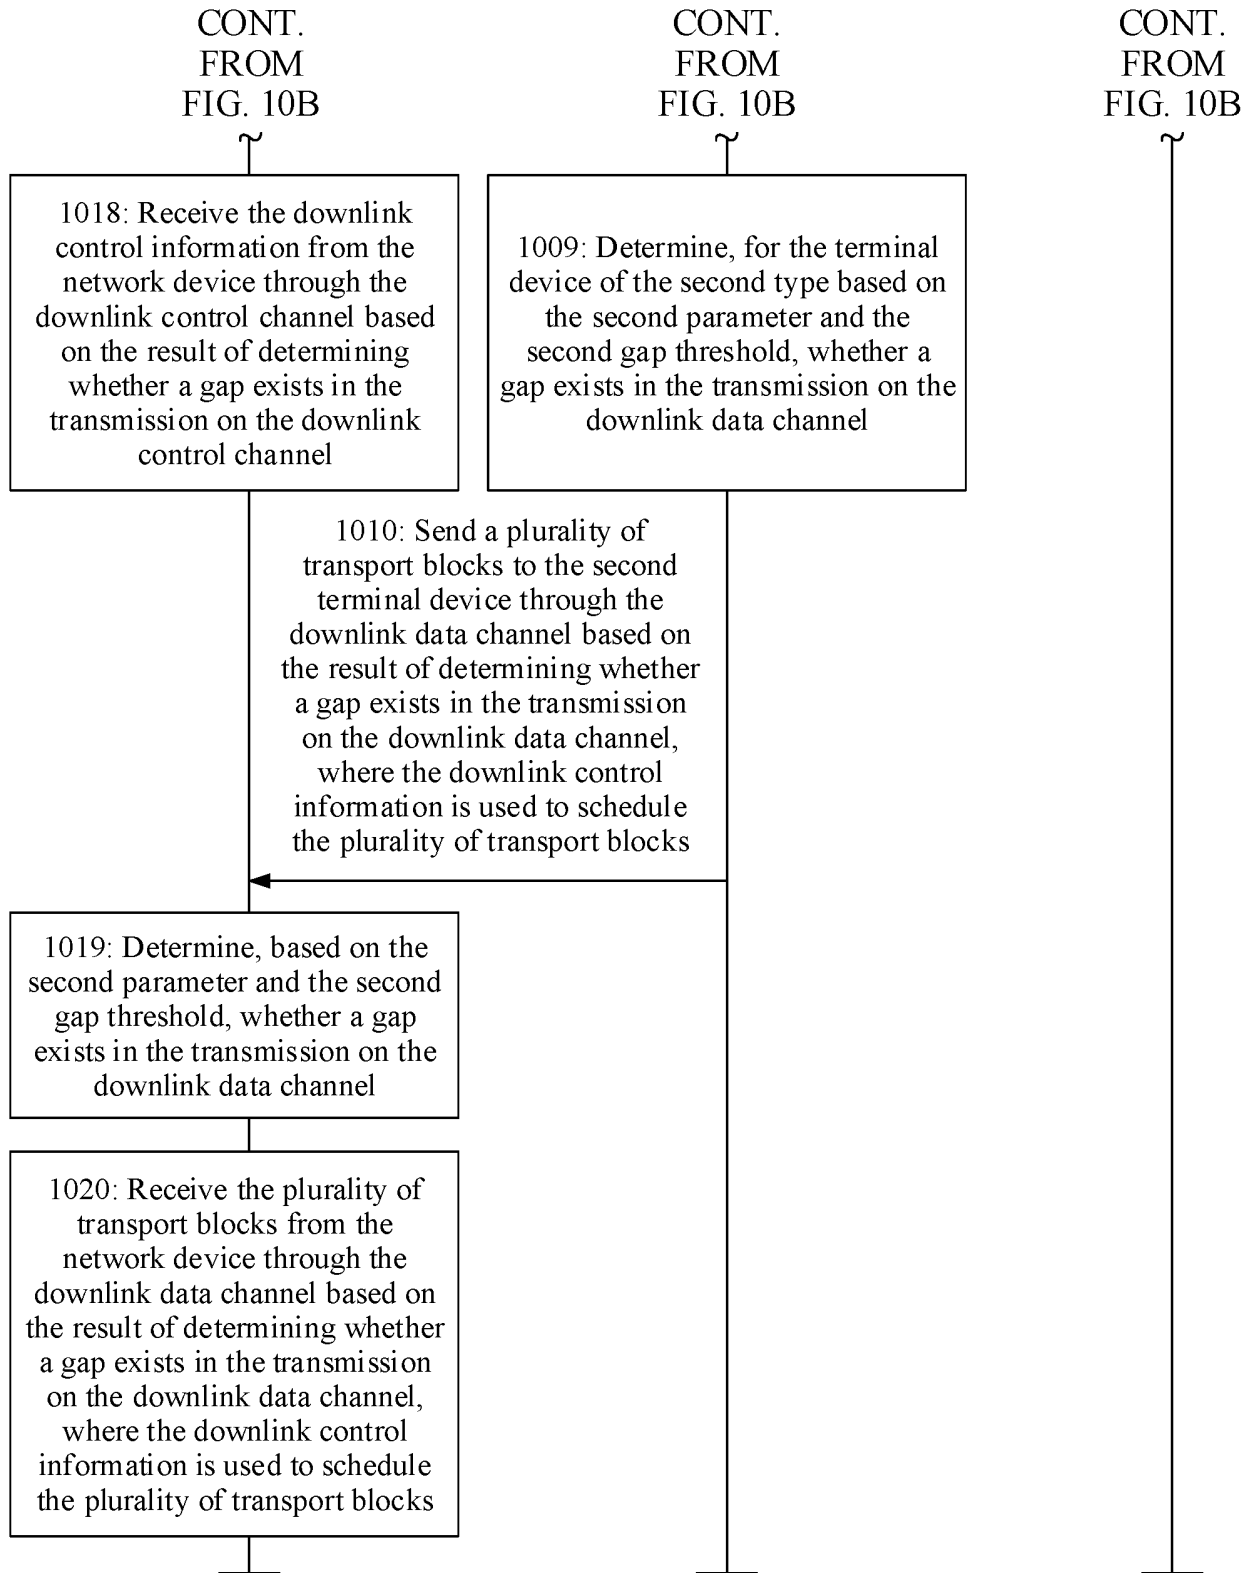 CONT.
FROM
FIG. 10B
CONT.
FROM
FIG. 10B
CONT.
FROM
FIG. 10B
1018: Receive the downlink
control information from the
network device through the
downlink control channel based
on the result of determining
whether a gap exists in the
transmission on the downlink
control channel
1009: Determine, for the terminal
device of the second type based on
the second parameter and the
second gap threshold, whether a
gap exists in the transmission on the
downlink data channel
1010: Send a plurality of
transport blocks to the second
terminal device through the
downlink data channel based on
the result of determining whether
a gap exists in the transmission
on the downlink data channel,
where the downlink control
information is used to schedule
the plurality of transport blocks
1019: Determine, based on the
second parameter and the second
gap threshold, whether a gap
exists in the transmission on the
downlink data channel
1020: Receive the plurality of
transport blocks from the
network device through the
downlink data channel based on
the result of determining whether
a gap exists in the transmission
on the downlink data channel,
where the downlink control
information is used to schedule
the plurality of transport blocks